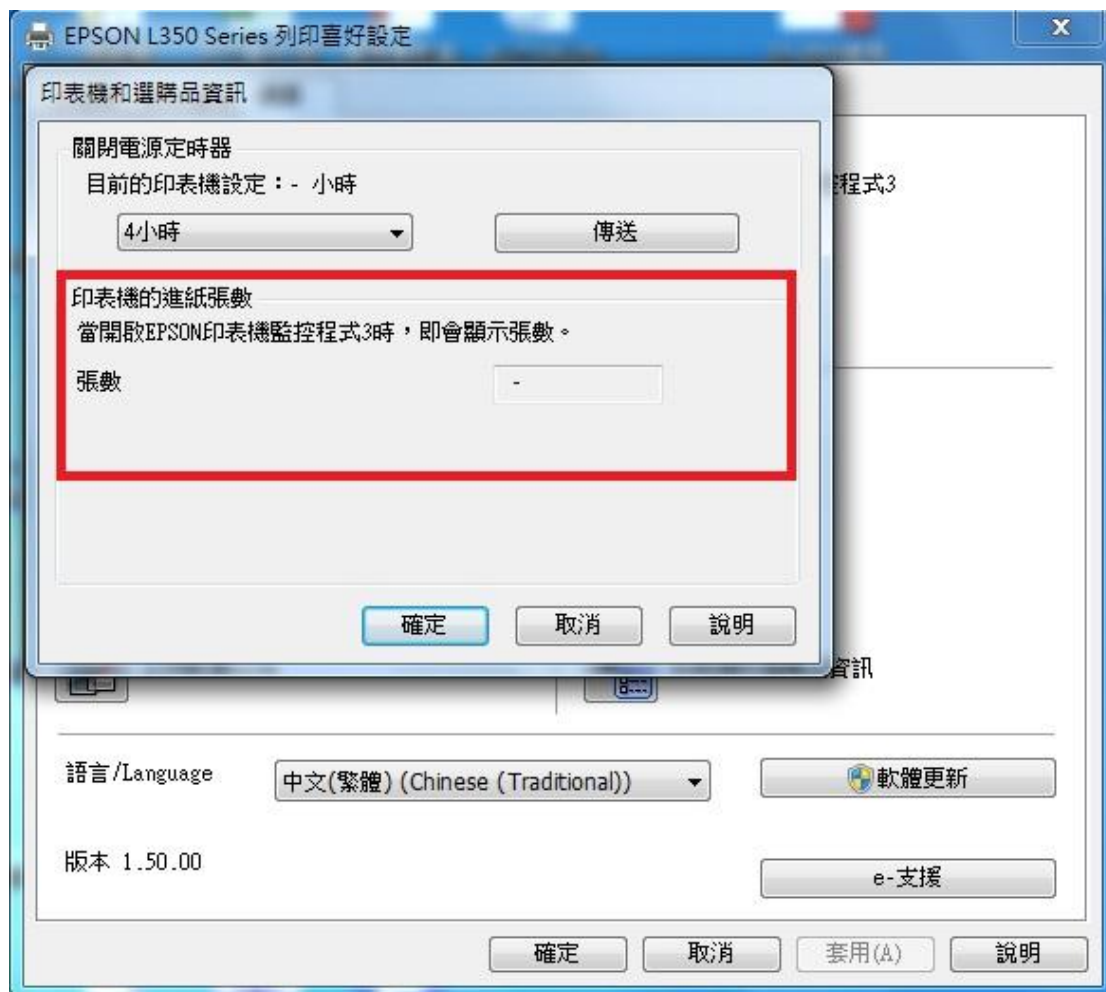 EPSON L350 Series 列印喜好設定
印表機和選購品資訊
關閉電源定時器
目前的印表機設定：- 小時
程式3
4小時
傳送
印表機的進紙張數
當開啟EPSON印表機監控程式3時，即會顯示張數。
張數
-
確定
取消
說明
資訊
語言/Language
中文(繁體) (Chinese (Traditional))
軟體更新
版本 1.50.00
e-支援
確定
取消
套用(A)
說明